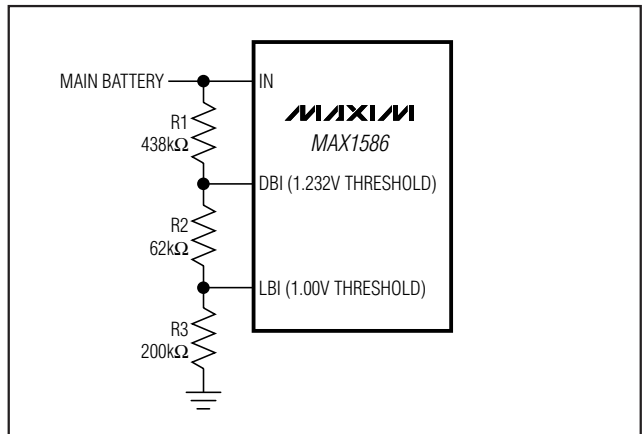 MAIN BATTERY
IN
MAXIM
MAX1586
R1
438kΩ
DBI (1.232V THRESHOLD)
R2
62kΩ
LBI (1.00V THRESHOLD)
R3
200kΩ